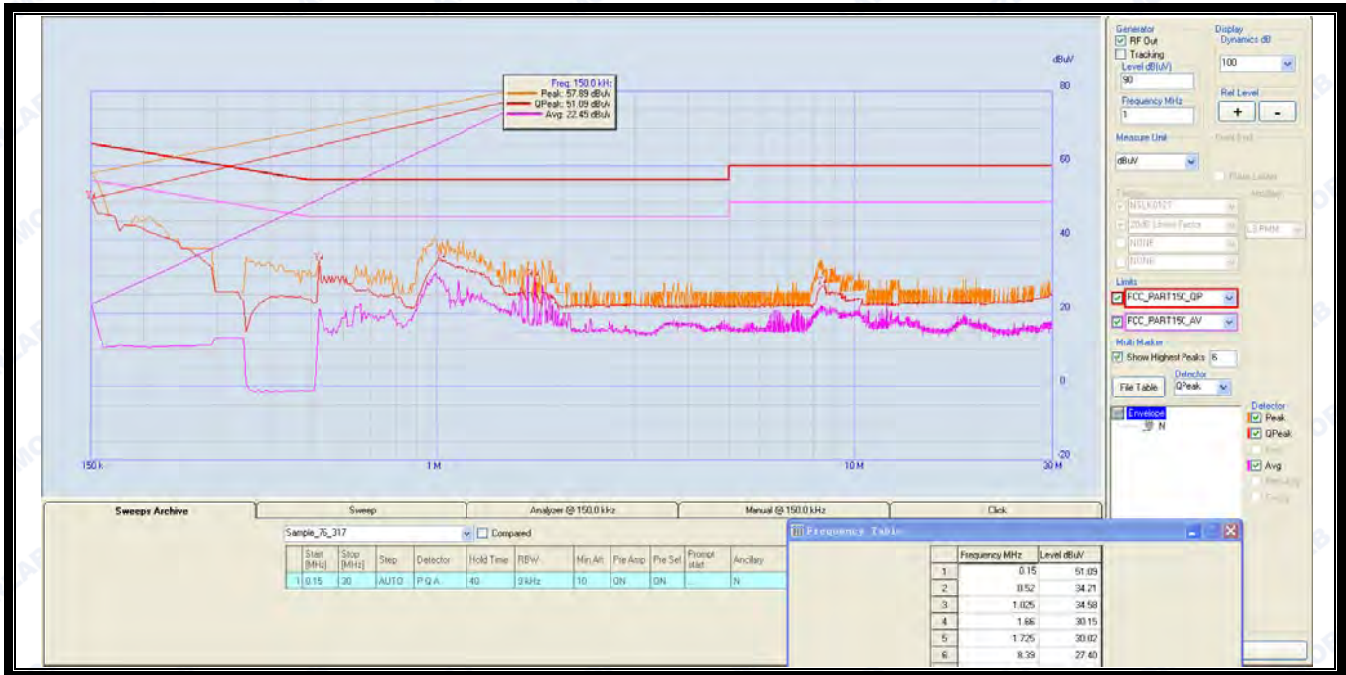 dBuV
80
60
40
20
0
-20
150 k
1 M
10 M
30 M
Freq: 150.0 kHz
Peak: 57.89 dBuV
QPeak: 51.09 dBuV
Avg: 22.45 dBuV
Generator
RF Out
Tracking
Level dB(uV)
90
Frequency MHz
1
Display
Dynamics dB
100
Ref Level
+ -
Measure Unit
dBuV
NONE
NONE
Limits
FCC_PART15C_QP
FCC_PART15C_AV
Multi Marker
Show Highest Peaks 6
File Table
Detector
QPeak
Envelope
N
Detector
Peak
QPeak
Avg
Sweeps Archive Sweep Analyzer @ 150.0 kHz Manual @ 150.0 kHz Click
Sample_76_317 Compared
Start [MHz] Stop [MHz] Step Detector Hold Time RBW Min Att Pre Amp Pre Sel Prompt start Ancillary
1 0.15 30 AUTO P Q A 40 9 kHz 10 ON ON N
Frequency Table
Frequency MHz Level dBuV
1 0.15 51.09
2 0.52 34.21
3 1.025 34.58
4 1.66 30.15
5 1.725 30.02
6 8.39 27.40